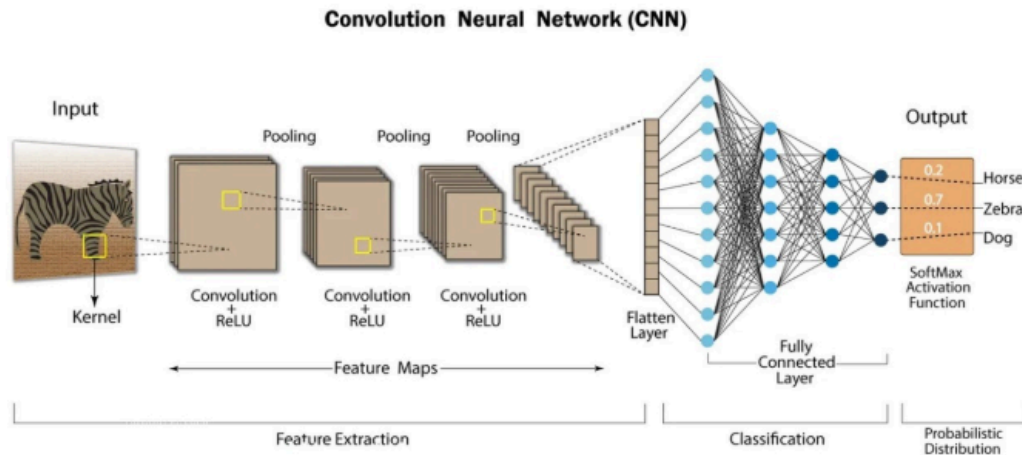 Convolution Neural Network (CNN)
Input
Output
Pooling Pooling Pooling
0.2 Horse
0.7 Zebra
0.1 Dog
Kernel
Convolution
+
ReLU
Convolution
+
ReLU
Convolution
+
ReLU
Flatten
Layer
SoftMax
Activation
Function
Fully
Connected
Layer
Feature Maps
Feature Extraction
Classification
Probabilistic
Distribution